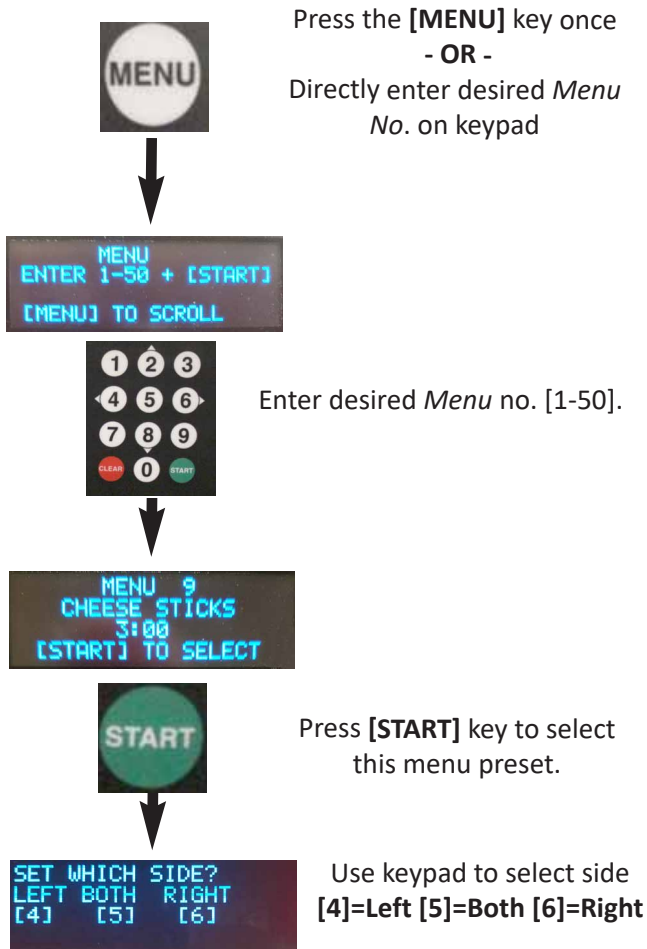 Press the [MENU] key once
- OR -
Directly enter desired Menu
No. on keypad
MENU
MENU
ENTER 1-50 + [START]
[MENU] TO SCROLL
1 2 3
4 5 6
7 8 9
CLEAR 0 START
Enter desired Menu no. [1-50].
MENU 9
CHEESE STICKS
3:00
[START] TO SELECT
START
Press [START] key to select
this menu preset.
SET WHICH SIDE?
LEFT BOTH RIGHT
[4] [5] [6]
Use keypad to select side
[4]=Left [5]=Both [6]=Right